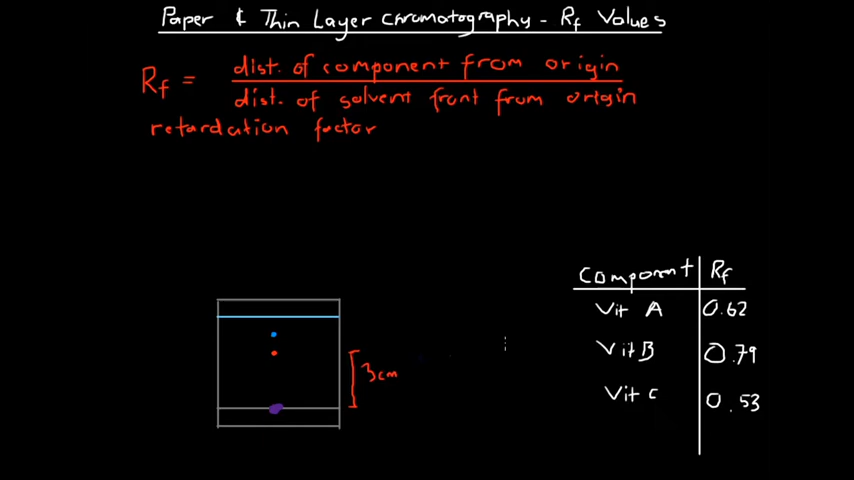 Paper & Thin Layer Chromatography - Rf Values
Rf = dist. of component from origin
dist. of solvent front from origin
retardation factor
Component Rf
Vit A 0.62
Vit B 0.79
Vit C 0.53
3cm